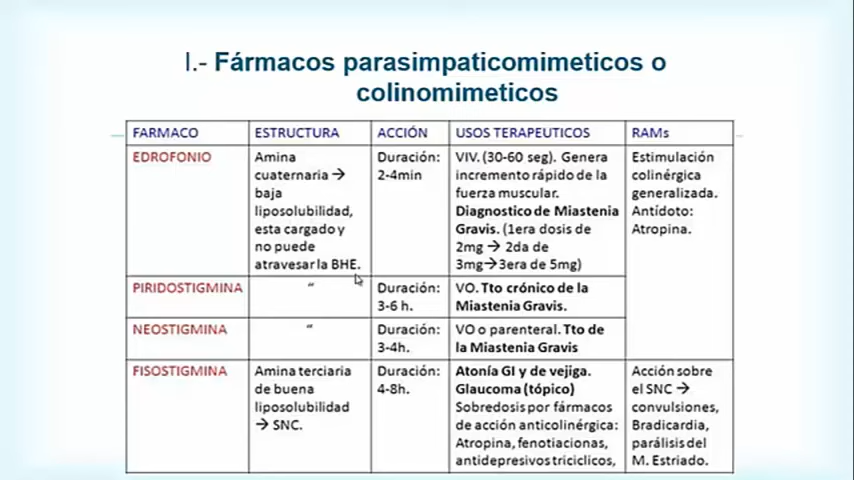 I.- Fármacos parasimpaticomimeticos o
colinomimeticos
FARMACO ESTRUCTURA ACCIÓN USOS TERAPEUTICOS RAMs
EDROFONIO
Amina
cuaternaria →
baja
liposolubilidad,
esta cargado y
no puede
atravesar la BHE.
Duración:
2-4min
VIV. (30-60 seg). Genera
incremento rápido de la
fuerza muscular.
Diagnostico de Miastenia
Gravis. (1era dosis de
2mg → 2da de
3mg→3era de 5mg)
Estimulación
colinérgica
generalizada.
Antídoto:
Atropina.
PIRIDOSTIGMINA
“
Duración:
3-6 h.
VO. Tto crónico de la
Miastenia Gravis.
NEOSTIGMINA
“
Duración:
3-4h.
VO o parenteral. Tto de
la Miastenia Gravis
FISOSTIGMINA
Amina terciaria
de buena
liposolubilidad
→ SNC.
Duración:
4-8h.
Atonía GI y de vejiga.
Glaucoma (tópico)
Sobredosis por fármacos
de acción anticolinérgica:
Atropina, fenotiacionas,
antidepresivos triciclicos,
Acción sobre
el SNC →
convulsiones,
Bradicardia,
parálisis del
M. Estriado.